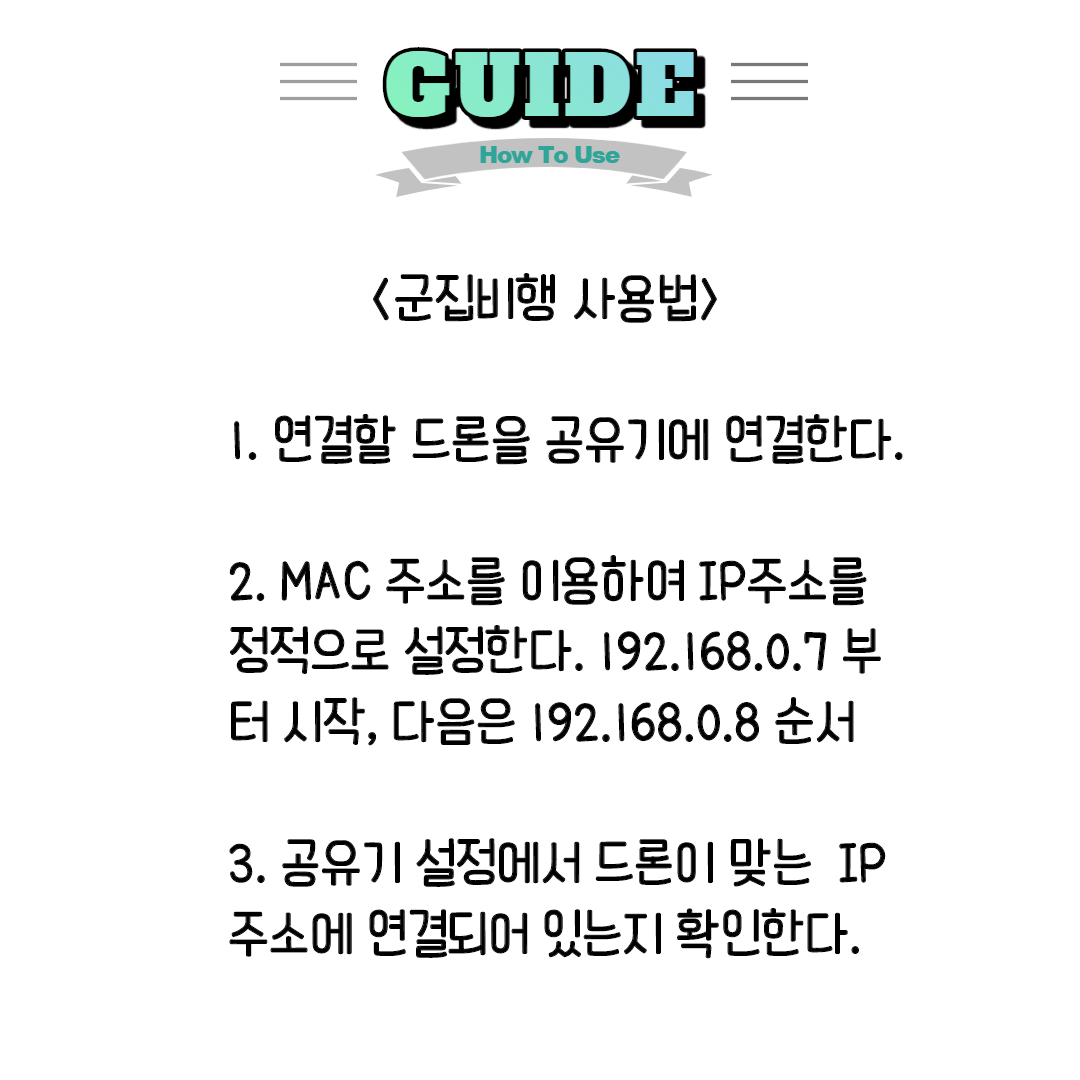 GUIDE
How To Use
<군집비행 사용법>
1. 연결할 드론을 공유기에 연결한다.
2. MAC 주소를 이용하여 IP주소를
정적으로 설정한다. 192.168.0.7 부
터 시작, 다음은 192.168.0.8 순서
3. 공유기 설정에서 드론이 맞는 IP
주소에 연결되어 있는지 확인한다.